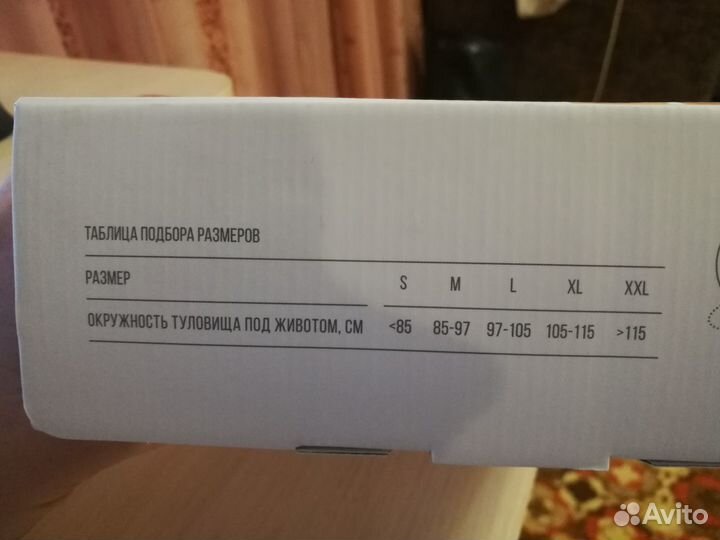 ТАБЛИЦА ПОДБОРА РАЗМЕРОВ
РАЗМЕР S M L XL XXL
ОКРУЖНОСТЬ ТУЛОВИЩА ПОД ЖИВОТОМ, СМ <85 85-97 97-105 105-115 >115
Avito